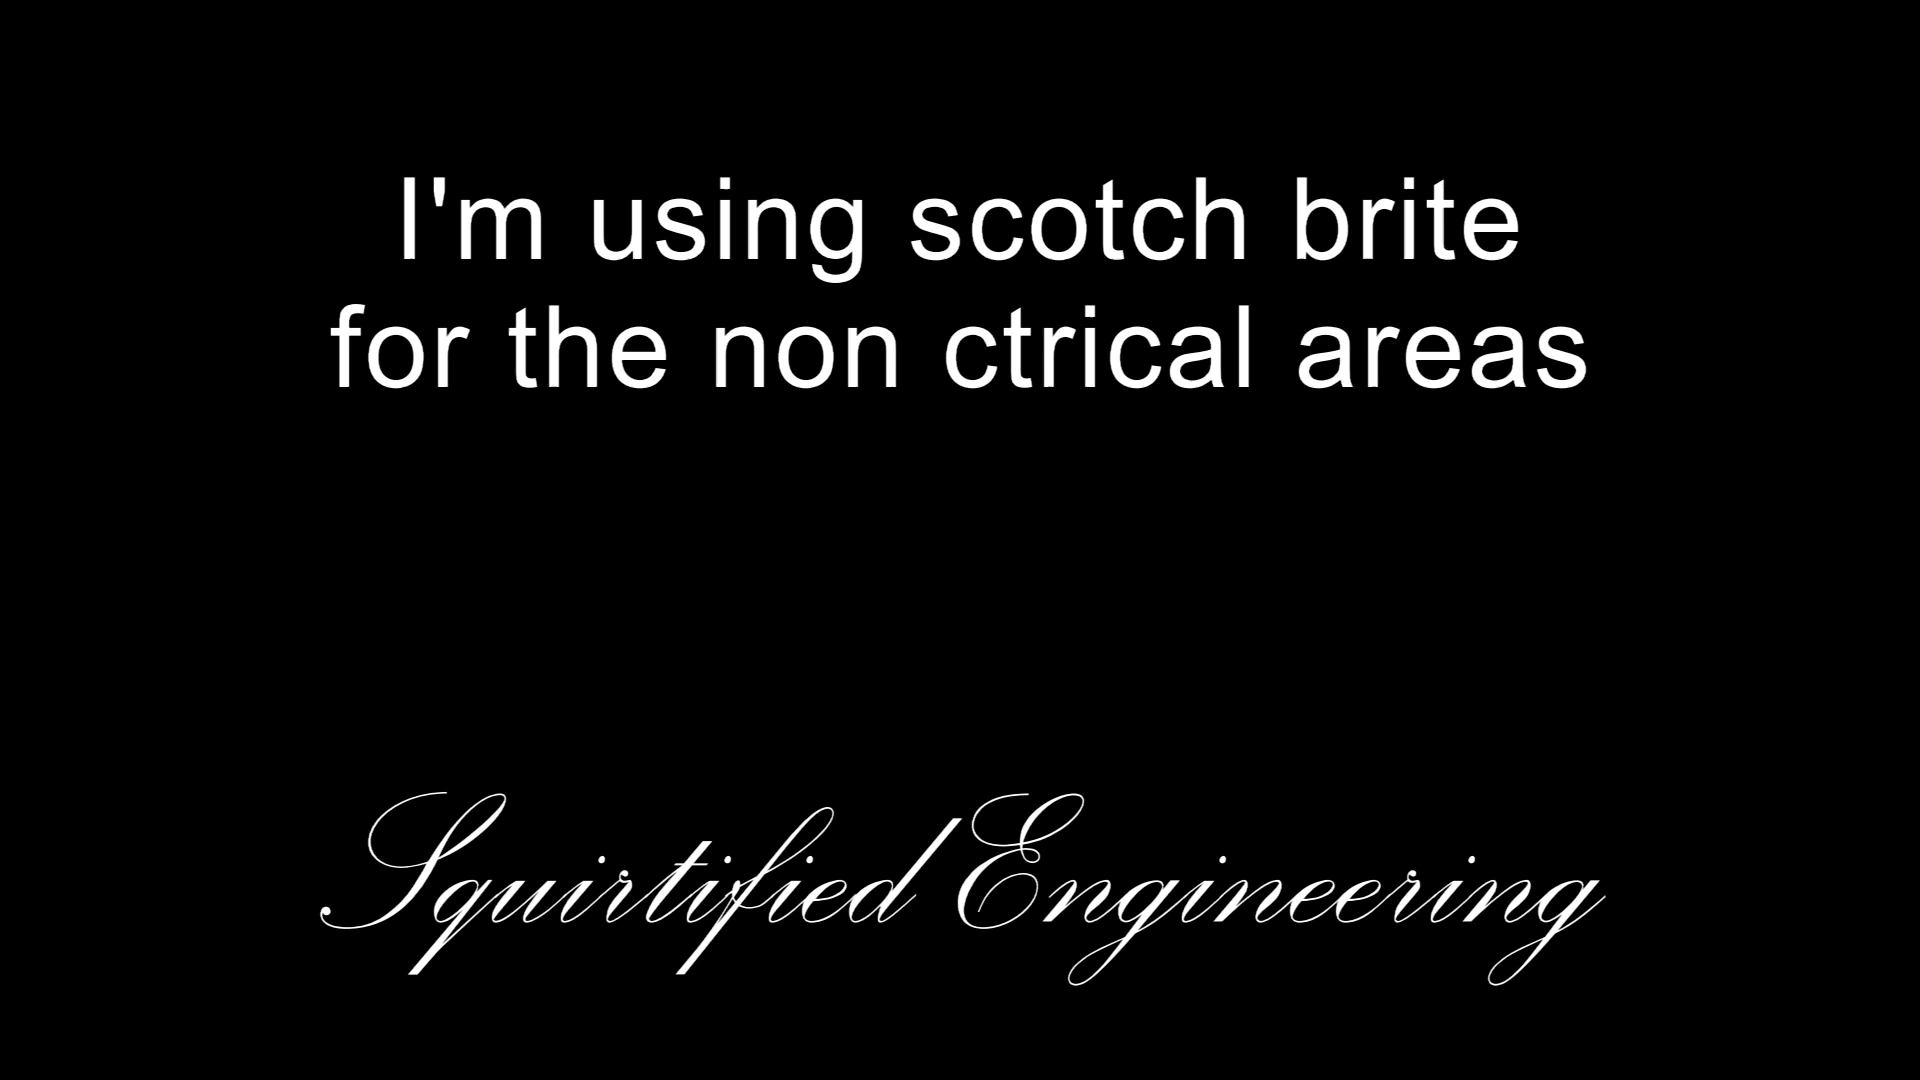 I'm using scotch brite
for the non ctrical areas
Squirtified Engineering